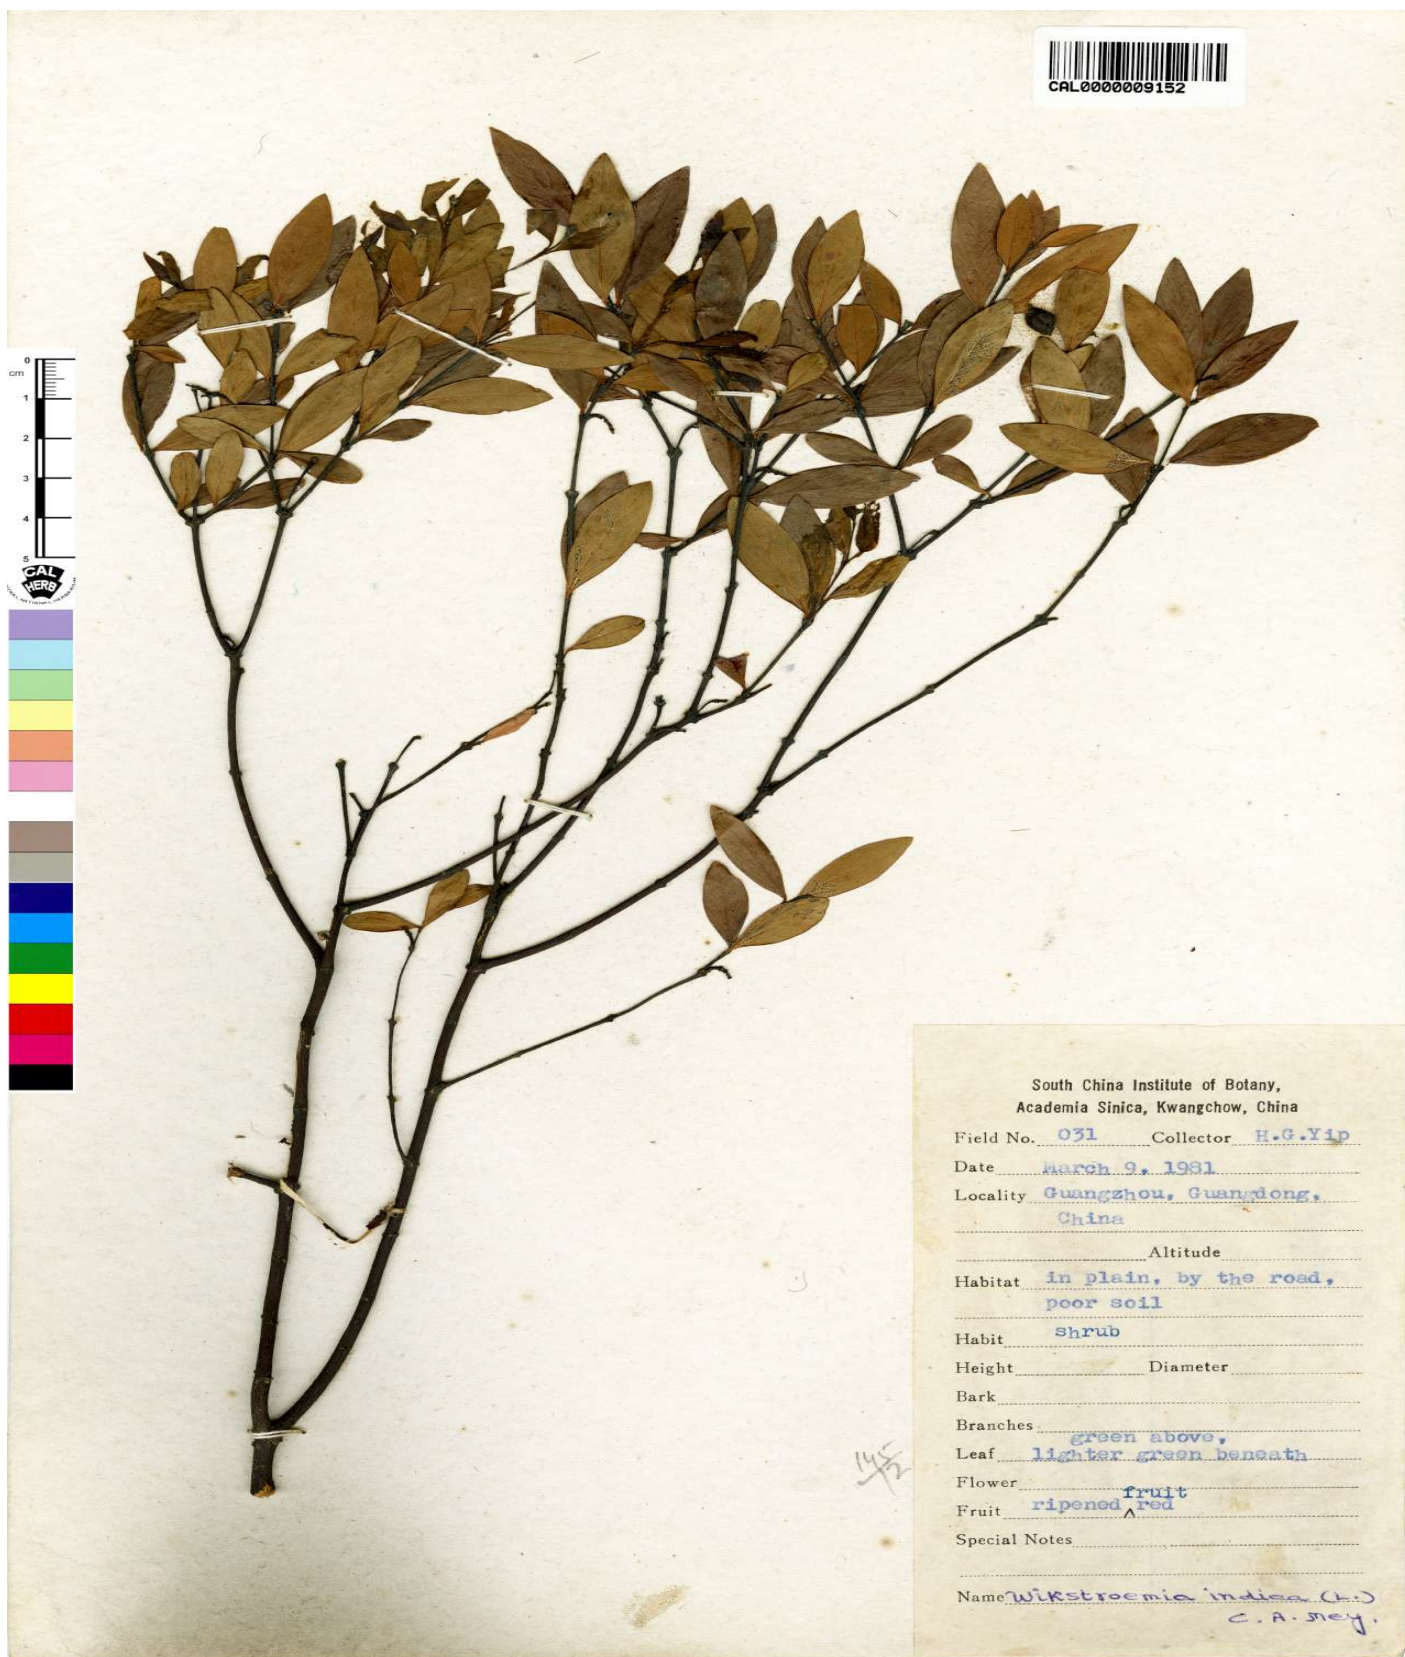 CAL0000009152
0
cm
1
2
3
4
5
CAL
HERB
South China Institute of Botany,
Academia Sinica, Kwangchow, China
Field No. 031 Collector H.G.Yip
Date March 9, 1981
Locality Guangzhou, Guangdong,
China
Altitude
Habitat in plain, by the road,
poor soil
Habit shrub
Height Diameter
Bark
Branches
green above,
Leaf lighter green beneath
Flower
fruit
Fruit ripened ^ red
Special Notes
Name Wikstroemia indica (L.)
C. A. Mey.